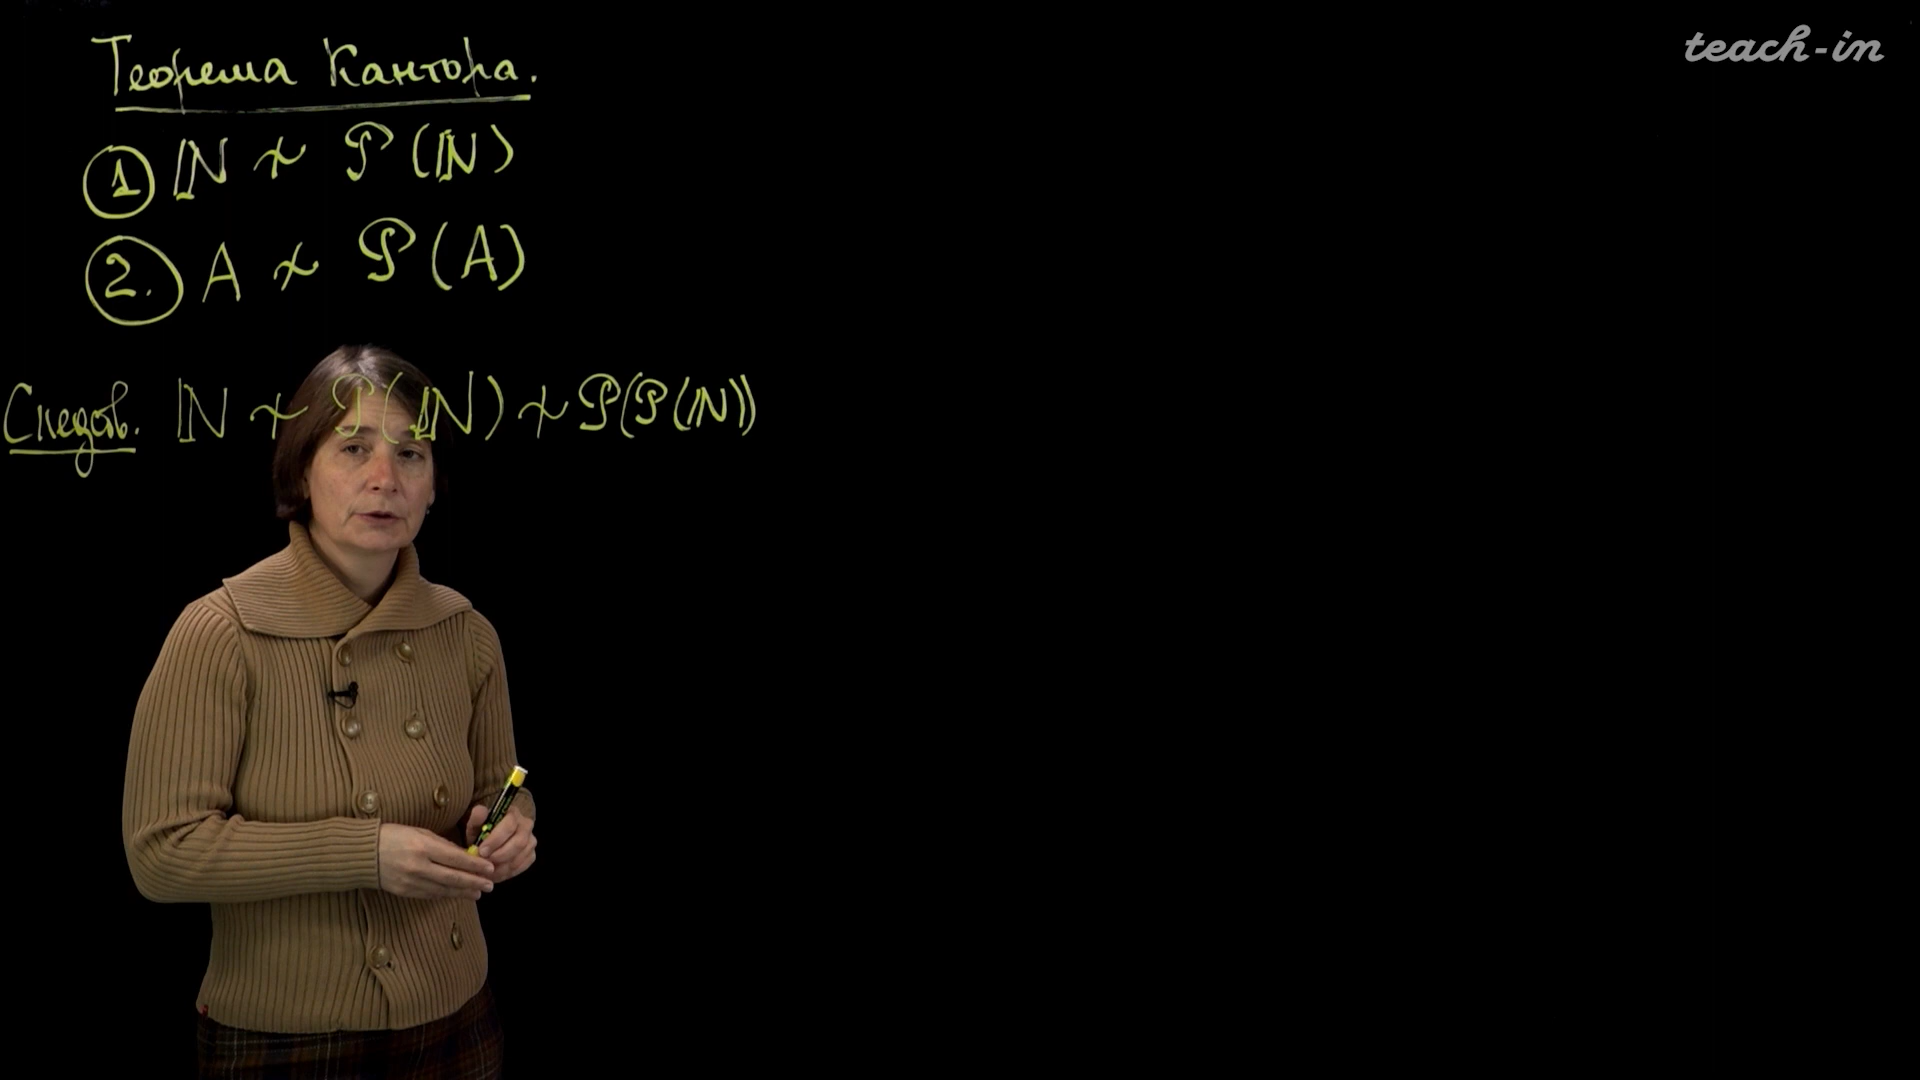 Теорема Кантора.
① ℕ ≁ 𝒫(ℕ)
②. A ≁ 𝒫(A)
Следств. ℕ ≁ 𝒫(ℕ) ≁ 𝒫(𝒫(ℕ))
teach-in